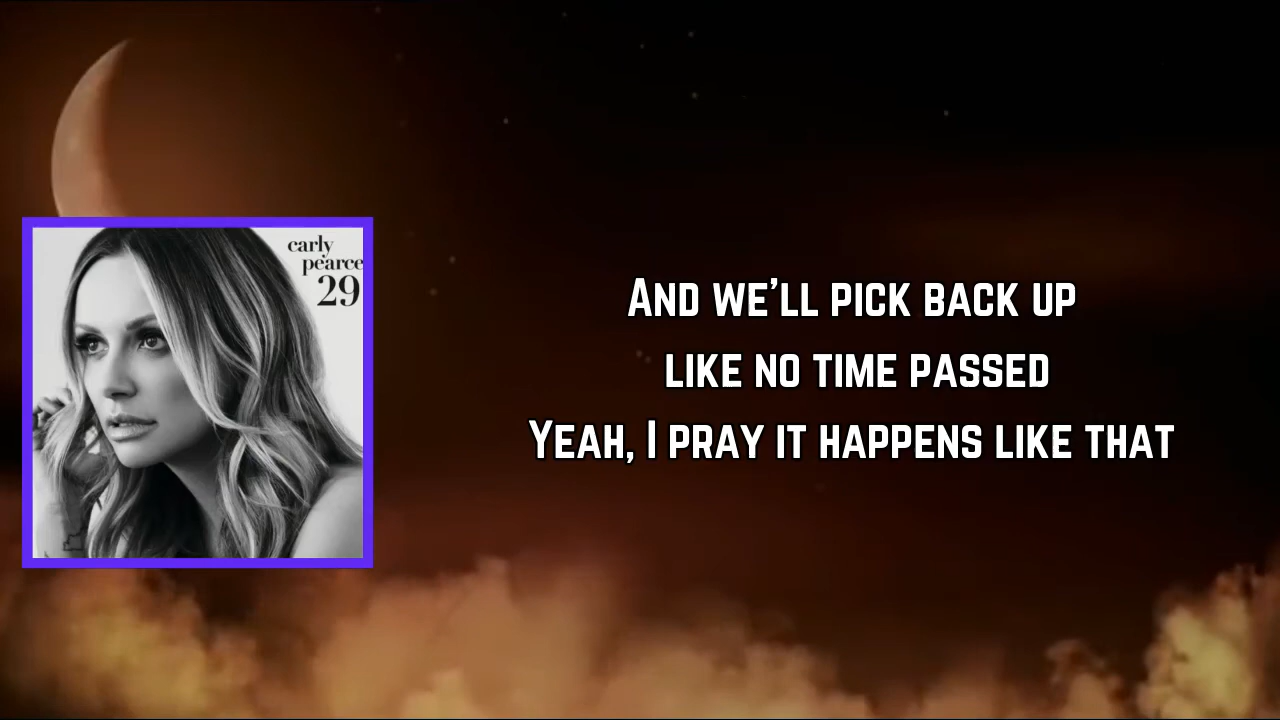 carly
pearce
29
And we'll pick back up
like no time passed
Yeah, I pray it happens like that